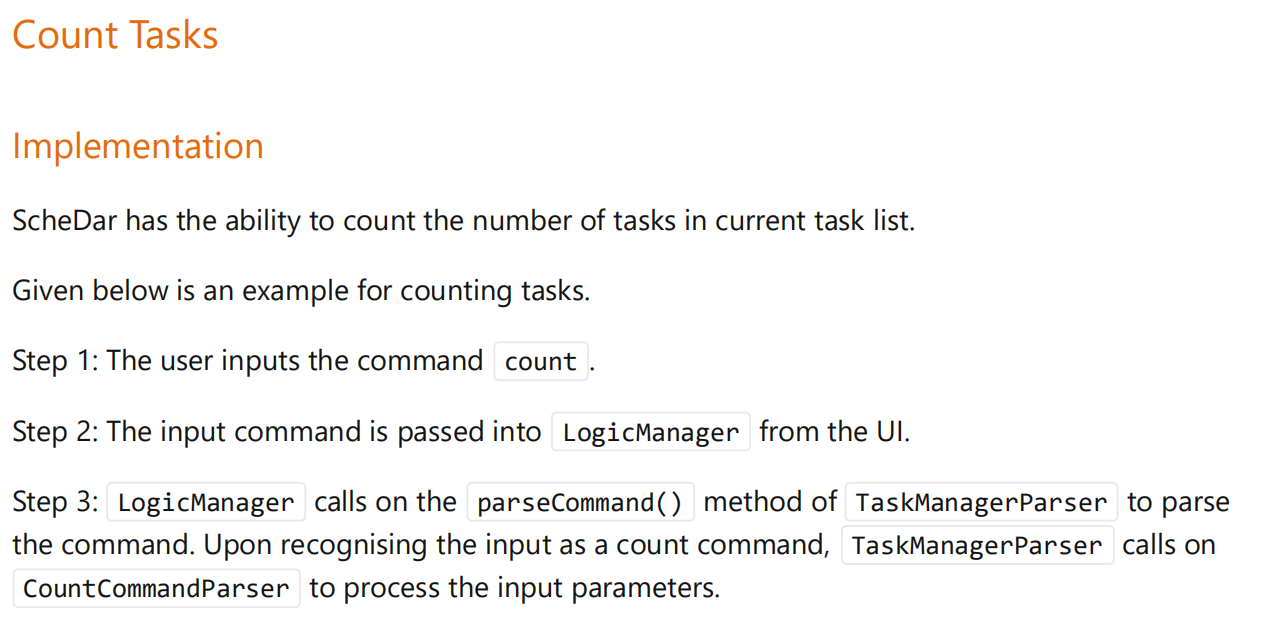 Count Tasks
Implementation
ScheDar has the ability to count the number of tasks in current task list.
Given below is an example for counting tasks.
Step 1: The user inputs the command count.
Step 2: The input command is passed into LogicManager from the UI.
Step 3: LogicManager calls on the parseCommand() method of TaskManagerParser to parse
the command. Upon recognising the input as a count command, TaskManagerParser calls on
CountCommandParser to process the input parameters.